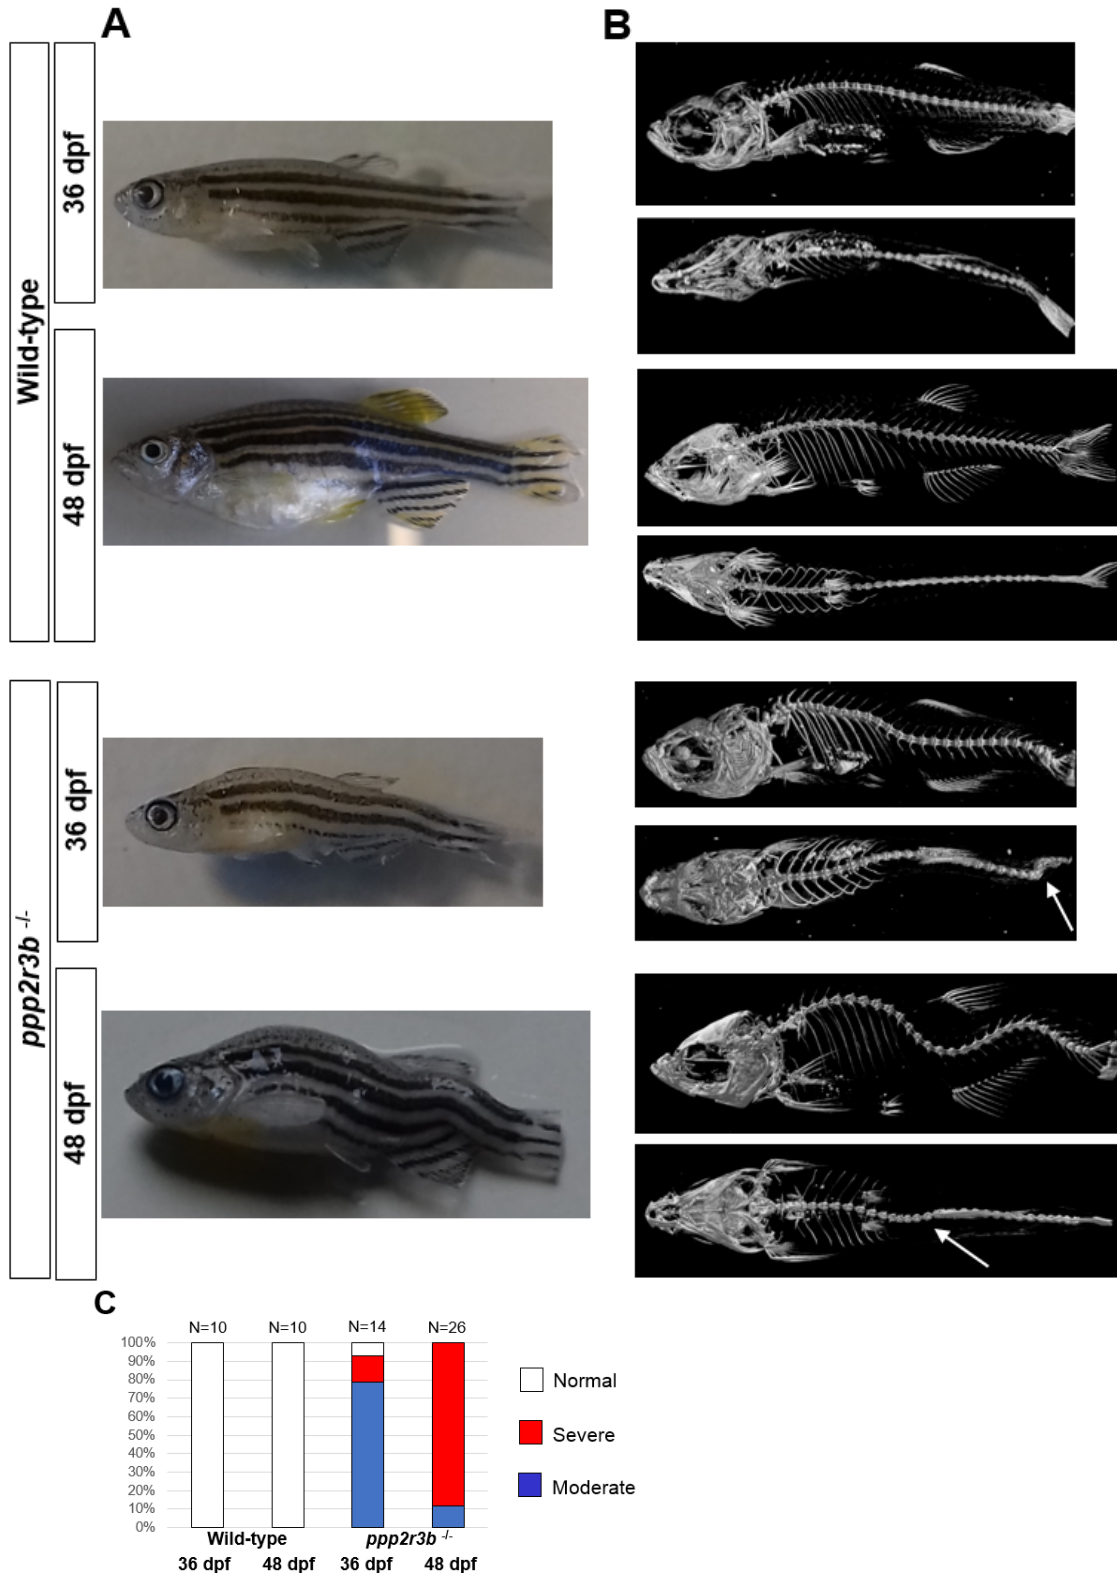 A
B
Wild-type
36 dpf
48 dpf
ppp2r3b -/-
36 dpf
48 dpf
C
N=10 N=10 N=14 N=26
100%
90%
80%
70%
60%
50%
40%
30%
20%
10%
0%
Normal
Severe
Moderate
Wild-type ppp2r3b -/-
36 dpf 48 dpf 36 dpf 48 dpf